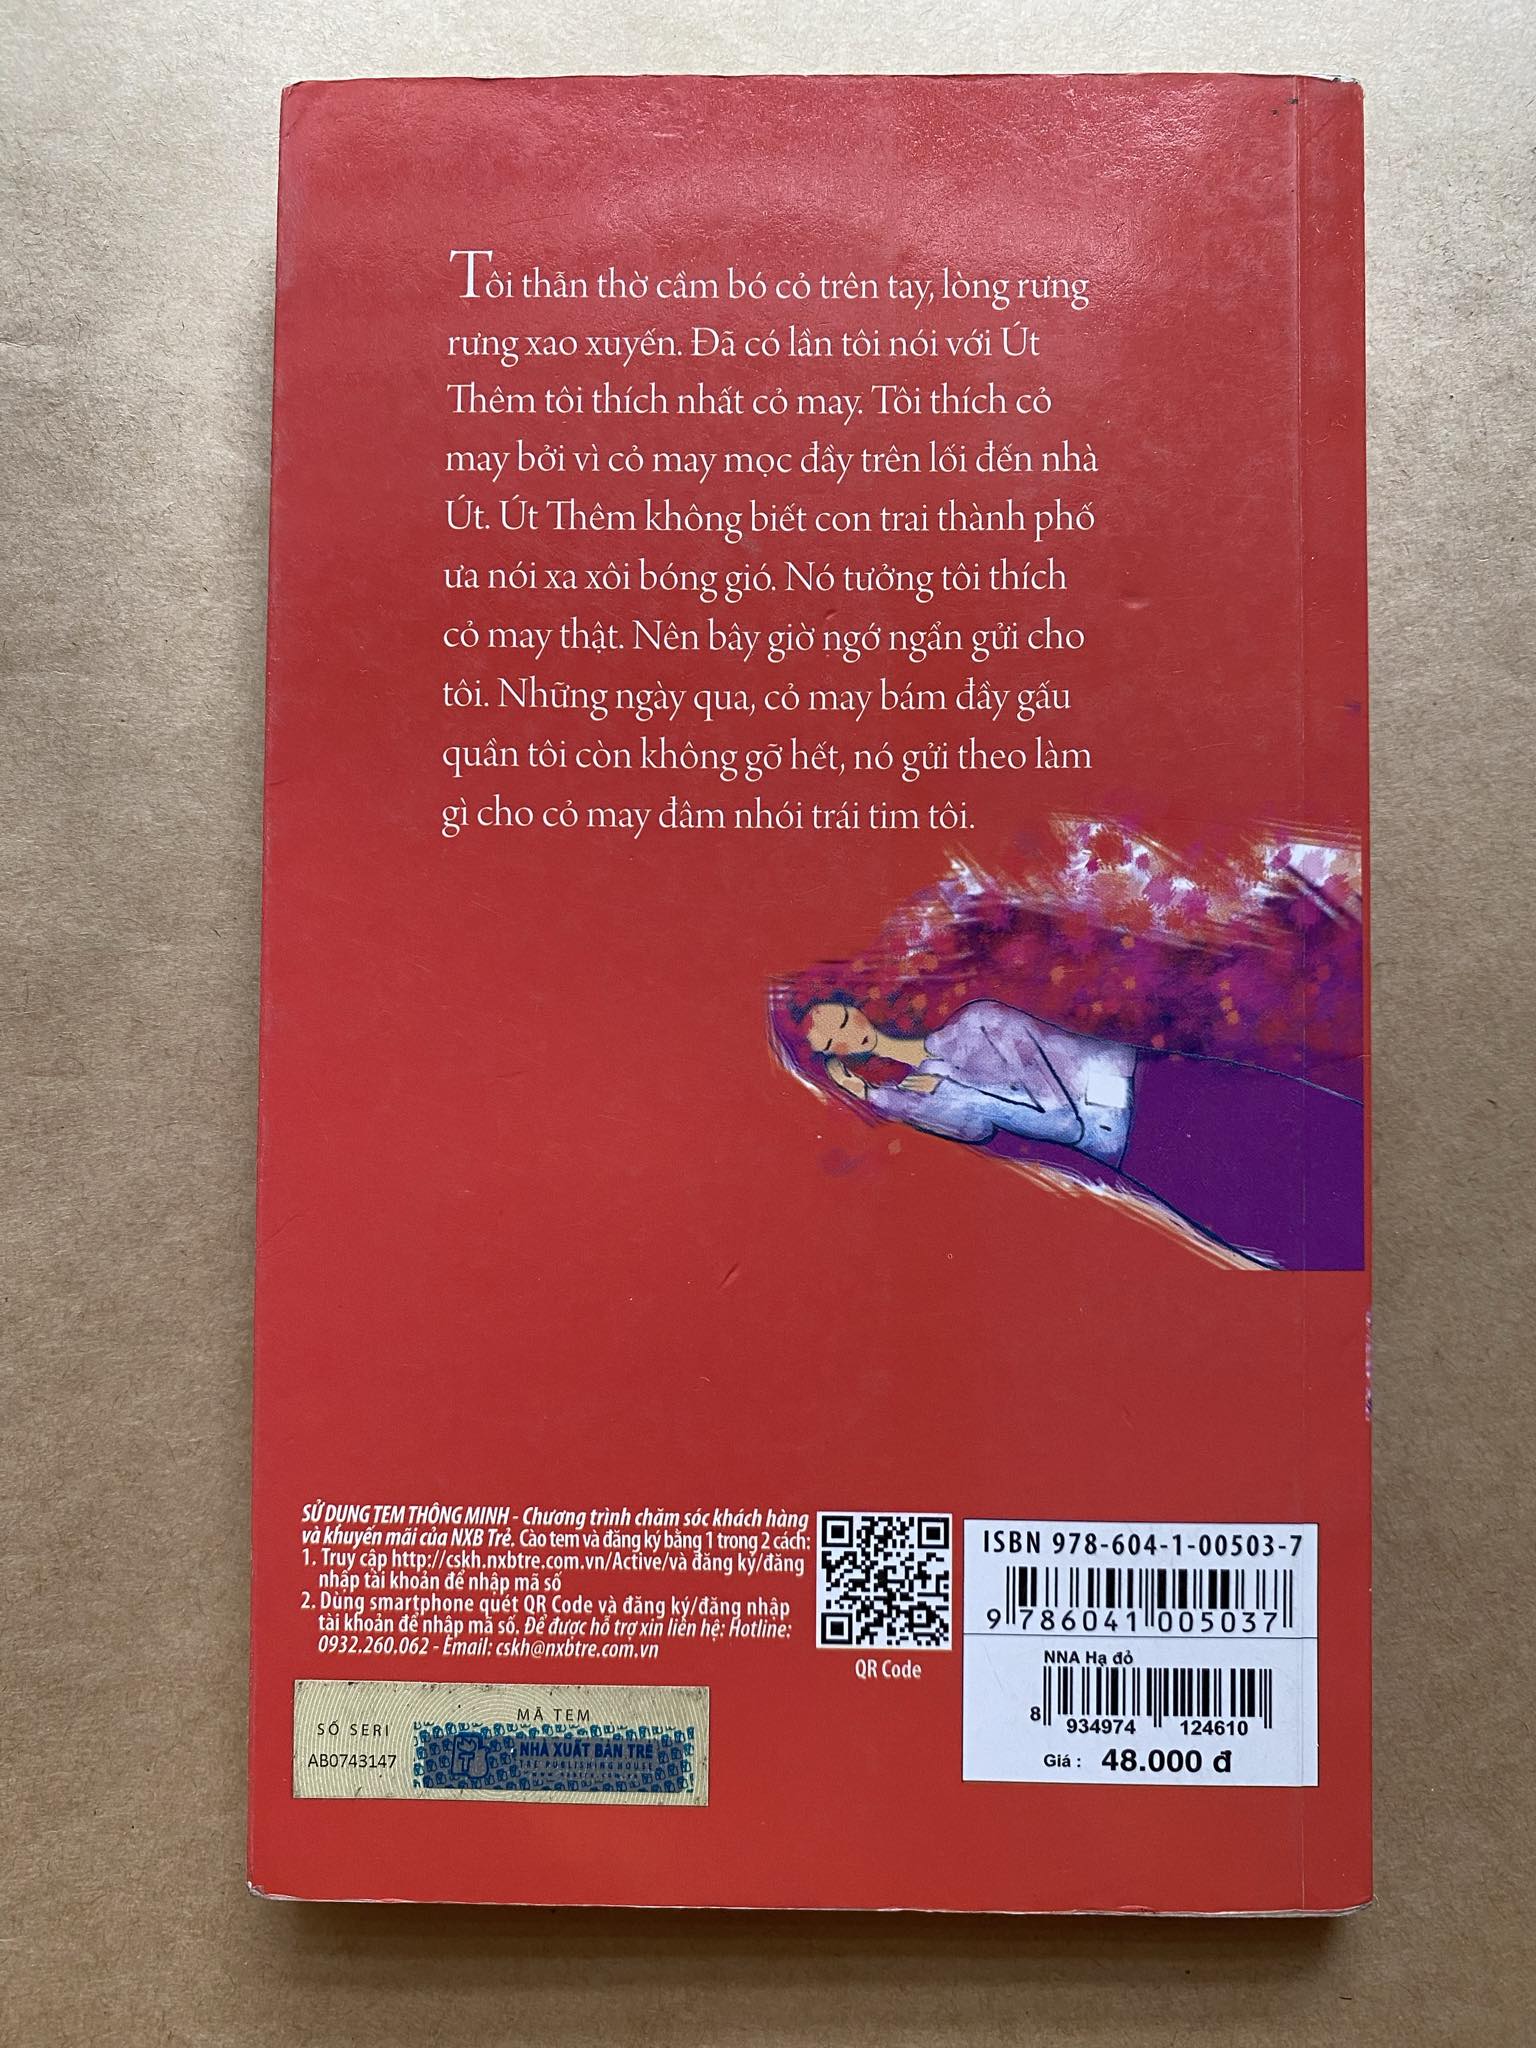 Tôi thẫn thờ cầm bó cỏ trên tay, lòng rưng
rưng xao xuyến. Đã có lần tôi nói với Út
Thêm tôi thích nhất cỏ may. Tôi thích cỏ
may bởi vì cỏ may mọc đầy trên lối đến nhà
Út. Út Thêm không biết con trai thành phố
ưa nói xa xôi bóng gió. Nó tưởng tôi thích
cỏ may thật. Nên bây giờ ngớ ngẩn gửi cho
tôi. Những ngày qua, cỏ may bám đầy gấu
quần tôi còn không gỡ hết, nó gửi theo làm
gì cho cỏ may đâm nhói trái tim tôi.
SỬ DỤNG TEM THÔNG MINH - Chương trình chăm sóc khách hàng
và khuyến mãi của NXB Trẻ. Cào tem và đăng ký bằng 1 trong 2 cách:
1. Truy cập http://cskh.nxbtre.com.vn/Active/và đăng ký/đăng
nhập tài khoản để nhập mã số
2. Dùng smartphone quét QR Code và đăng ký/đăng nhập
tài khoản để nhập mã số. Để được hỗ trợ xin liên hệ: Hotline:
0932.260.062 - Email: cskh@nxbtre.com.vn
QR Code
SỐ SERI
AB0743147
MÃ TEM
NHÀ XUẤT BẢN TRẺ
TRE PUBLISHING HOUSE
ISBN 978-604-1-00503-7
9 786041 005037
NNA Hạ đỏ
8 934974 124610
Giá : 48.000 đ